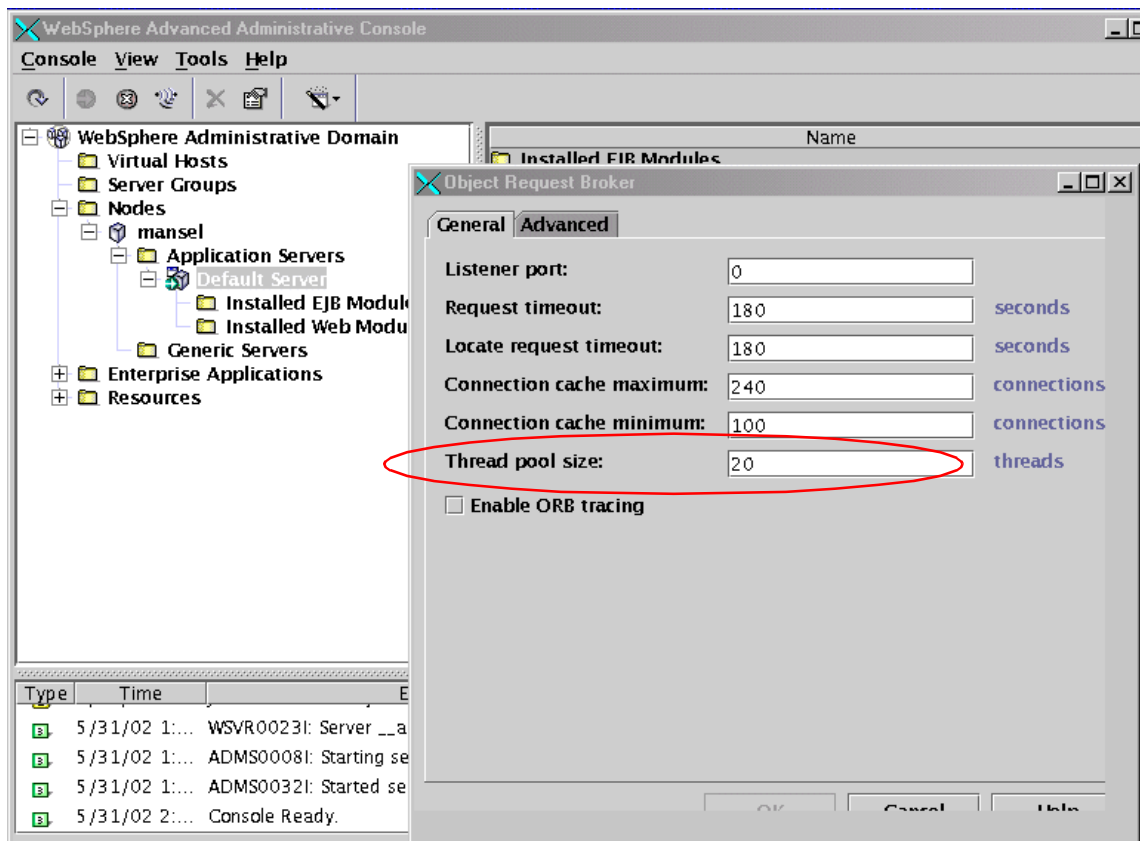 WebSphere Advanced Administrative Console
Console View Tools Help
WebSphere Administrative Domain
Virtual Hosts
Server Groups
Nodes
mansel
Application Servers
Default Server
Installed EJB Module
Installed Web Modu
Generic Servers
Enterprise Applications
Resources
Name
Installed EJB Modules
Object Request Broker
General Advanced
Listener port: 0
Request timeout: 180 seconds
Locate request timeout: 180 seconds
Connection cache maximum: 240 connections
Connection cache minimum: 100 connections
Thread pool size: 20 threads
Enable ORB tracing
OK Cancel Help
Type Time E
5/31/02 1:... WSVR0023I: Server __a
5/31/02 1:... ADMS0008I: Starting se
5/31/02 1:... ADMS0032I: Started se
5/31/02 2:... Console Ready.